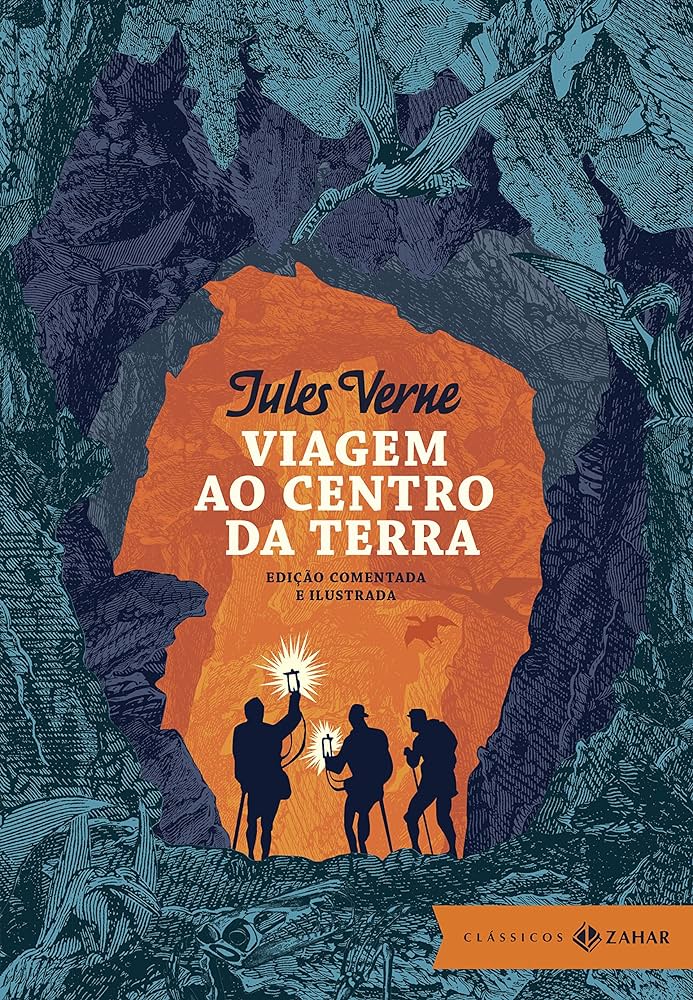 Jules Verne
VIAGEM
AO CENTRO
DA TERRA
EDIÇÃO COMENTADA
E ILUSTRADA
CLÁSSICOS ZAHAR